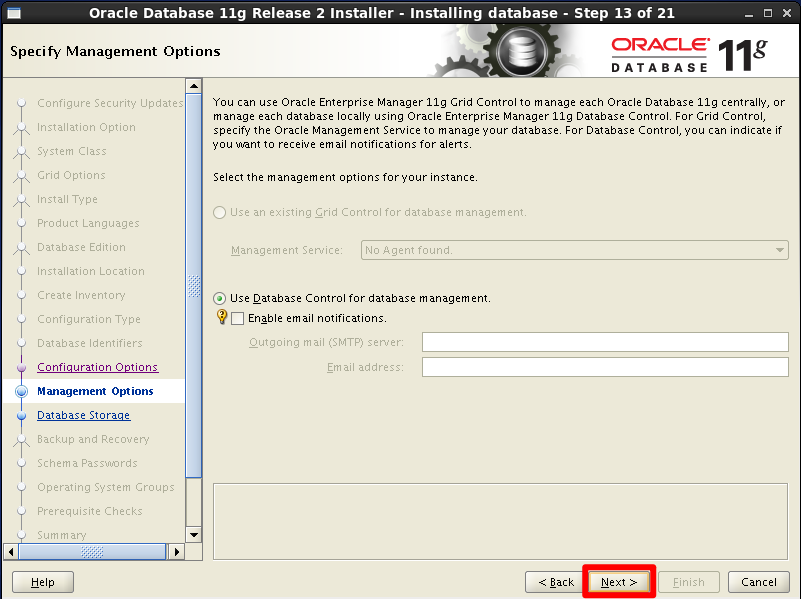 Oracle Database 11g Release 2 Installer - Installing database - Step 13 of 21
Specify Management Options
ORACLE
DATABASE 11g
Configure Security Updates
Installation Option
System Class
Grid Options
Install Type
Product Languages
Database Edition
Installation Location
Create Inventory
Configuration Type
Database Identifiers
Configuration Options
Management Options
Database Storage
Backup and Recovery
Schema Passwords
Operating System Groups
Prerequisite Checks
Summary
You can use Oracle Enterprise Manager 11g Grid Control to manage each Oracle Database 11g centrally, or
manage each database locally using Oracle Enterprise Manager 11g Database Control. For Grid Control,
specify the Oracle Management Service to manage your database. For Database Control, you can indicate if
you want to receive email notifications for alerts.
Select the management options for your instance.
Use an existing Grid Control for database management.
Management Service: No Agent found.
Use Database Control for database management.
Enable email notifications.
Outgoing mail (SMTP) server:
Email address:
Help
< Back
Next >
Finish
Cancel